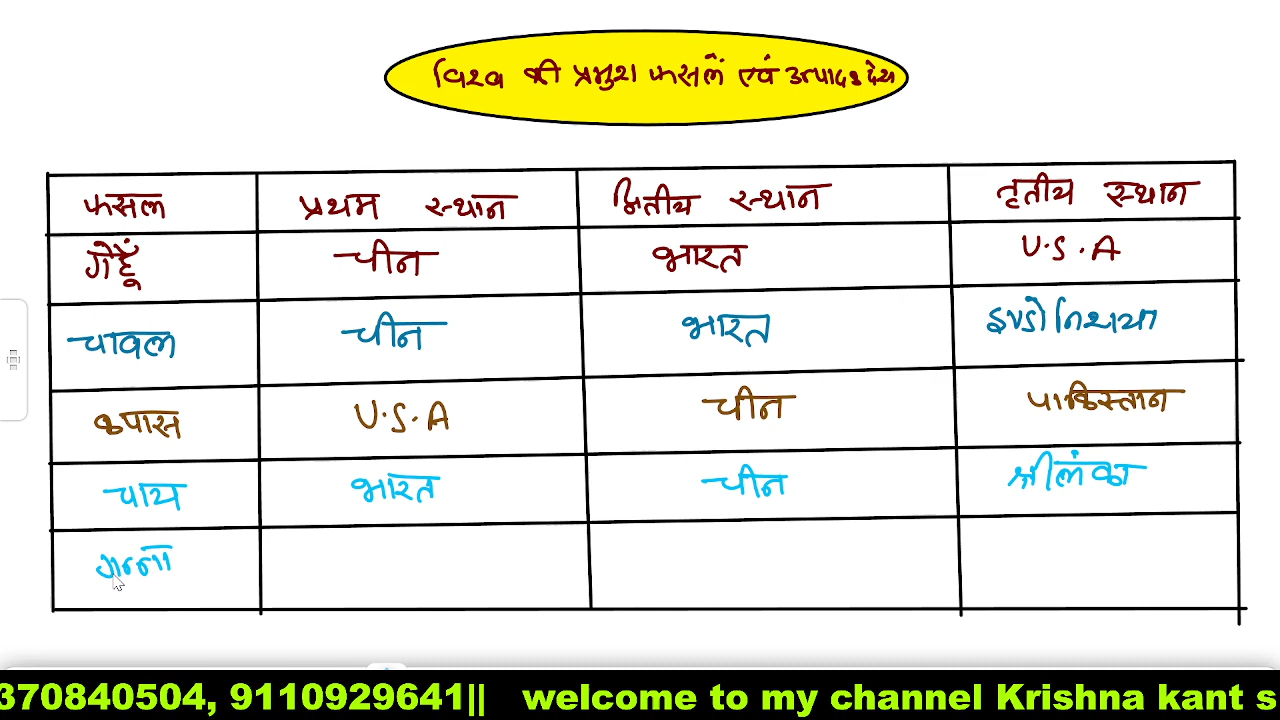 विश्व की प्रमुख फसलें एवं उत्पादक देश
फसल प्रथम स्थान द्वितीय स्थान तृतीय स्थान
गेहूँ चीन भारत U.S.A
चावल चीन भारत इण्डोनिशया
कपास U.S.A चीन पाकिस्तान
चाय भारत चीन श्रीलंका
गन्ना
370840504, 9110929641|| welcome to my channel Krishna kant s